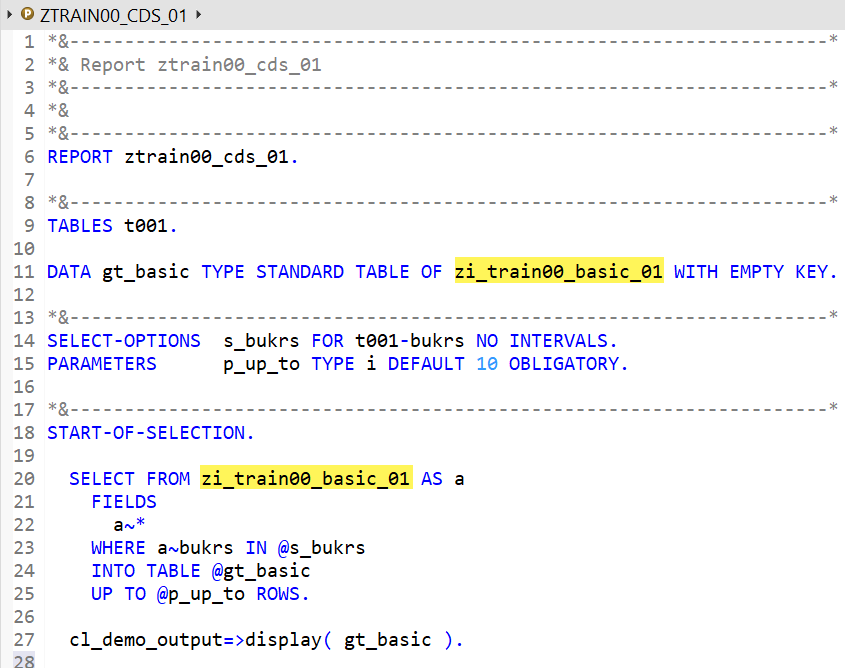 ZTRAIN00_CDS_01
1 *&---------------------------------------------------------------------*
2 *& Report ztrain00_cds_01
3 *&---------------------------------------------------------------------*
4 *&
5 *&---------------------------------------------------------------------*
6 REPORT ztrain00_cds_01.
7
8 *&---------------------------------------------------------------------*
9 TABLES t001.
10
11 DATA gt_basic TYPE STANDARD TABLE OF zi_train00_basic_01 WITH EMPTY KEY.
12
13 *&---------------------------------------------------------------------*
14 SELECT-OPTIONS  s_bukrs FOR t001-bukrs NO INTERVALS.
15 PARAMETERS      p_up_to TYPE i DEFAULT 10 OBLIGATORY.
16
17 *&---------------------------------------------------------------------*
18 START-OF-SELECTION.
19
20   SELECT FROM zi_train00_basic_01 AS a
21     FIELDS
22       a~*
23     WHERE a~bukrs IN @s_bukrs
24     INTO TABLE @gt_basic
25     UP TO @p_up_to ROWS.
26
27   cl_demo_output=>display( gt_basic ).
28